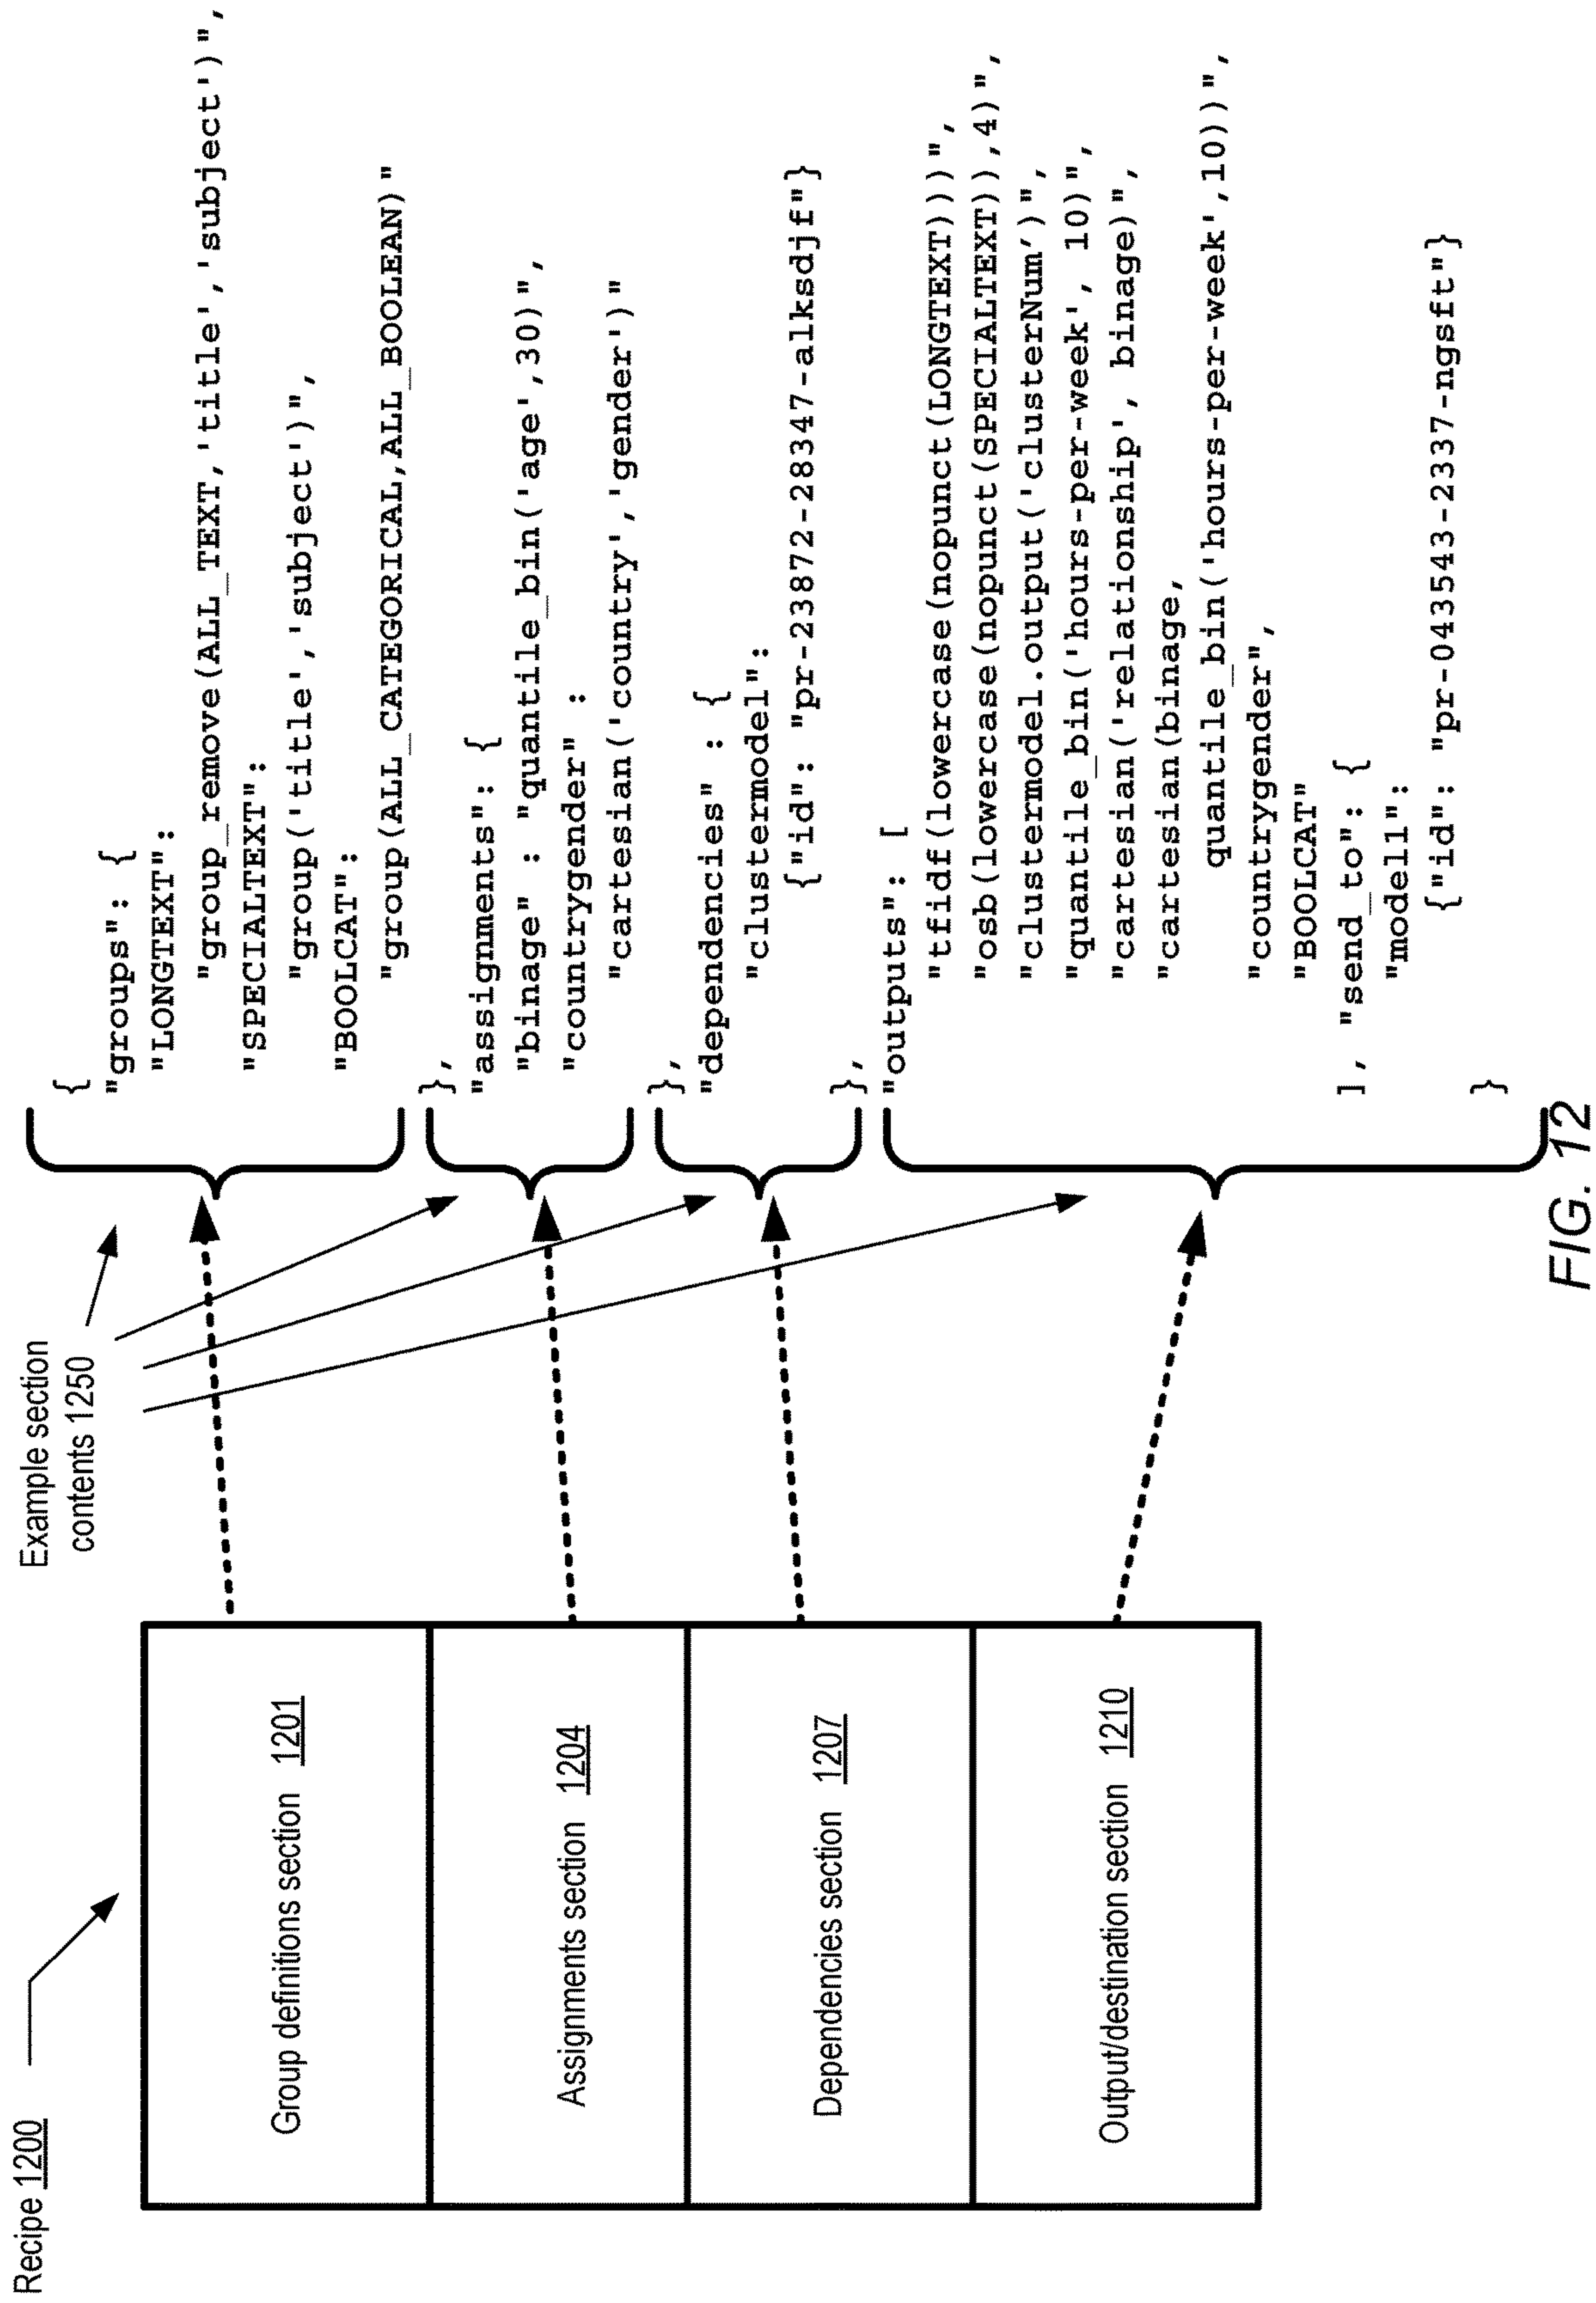 Recipe 1200
Group definitions section 1201
Assignments section 1204
Dependencies section 1207
Output/destination section 1210
Example section
contents 1250
{
"groups": {
"LONGTEXT":
"group_remove(ALL_TEXT,'title','subject')",
"SPECIALTEXT":
"group('title','subject')",
"BOOLCAT":
"group(ALL_CATEGORICAL,ALL_BOOLEAN)"
},
"assignments": {
"binage" : "quantile_bin('age',30)",
"countrygender" :
"cartesian('country','gender')"
},
"dependencies" : {
"clustermodel":
{"id": "pr-23872-28347-alksdjf"}
},
"outputs": [
"tfidf(lowercase(nopunct(LONGTEXT)))",
"osb(lowercase(nopunct(SPECIALTEXT)),4)",
"clustermodel.output('clusterNum’)",
"quantile_bin('hours-per-week', 10)",
"cartesian('relationship', binage)",
"cartesian(binage,
quantile_bin('hours-per-week',10))",
"countrygender",
"BOOLCAT"
], "send_to": {
"model1":
{"id": "pr-043543-2337-ngsft"}
}
FIG. 12